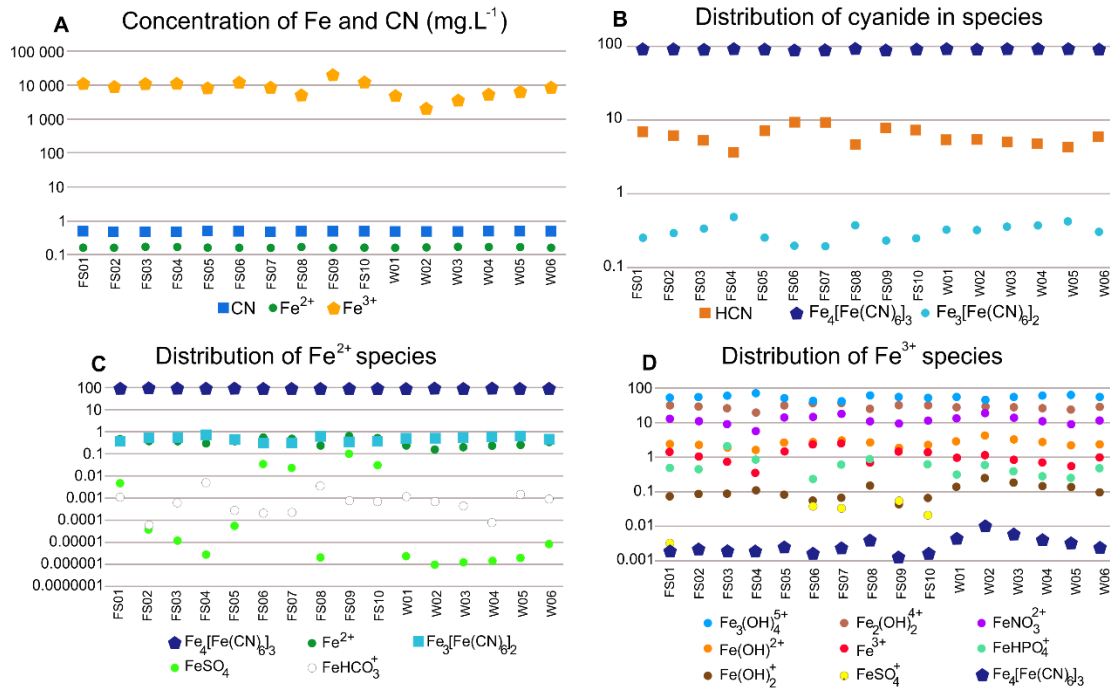 A Concentration of Fe and CN (mg.L⁻¹)
100 000
10 000
1 000
100
10
1
0.1
FS01 FS02 FS03 FS04 FS05 FS06 FS07 FS08 FS09 FS10 W01 W02 W03 W04 W05 W06
CN Fe²⁺ Fe³⁺
B Distribution of cyanide in species
100
10
1
0.1
FS01 FS02 FS03 FS04 FS05 FS06 FS07 FS08 FS09 FS10 W01 W02 W03 W04 W05 W06
HCN Fe₄[Fe(CN)₆]₃ Fe₃[Fe(CN)₆]₂
C Distribution of Fe²⁺ species
100
10
1
0.1
0.01
0.001
0.0001
0.000001
0.0000001
FS01 FS02 FS03 FS04 FS05 FS06 FS07 FS08 FS09 FS10 W01 W02 W03 W04 W05 W06
Fe₄[Fe(CN)₆]₃ Fe²⁺ Fe₃[Fe(CN)₆]₂
FeSO₄ FeHCO₃⁺
D Distribution of Fe³⁺ species
100
10
1
0.1
0.01
0.001
FS01 FS02 FS03 FS04 FS05 FS06 FS07 FS08 FS09 FS10 W01 W02 W03 W04 W05 W06
Fe₃(OH)₄⁵⁺ Fe₂(OH)₂⁴⁺ FeNO₃²⁺
Fe(OH)²⁺ Fe³⁺ FeHPO₄⁺
Fe(OH)₂⁺ FeSO₄⁺ Fe₄[Fe(CN)₆]₃